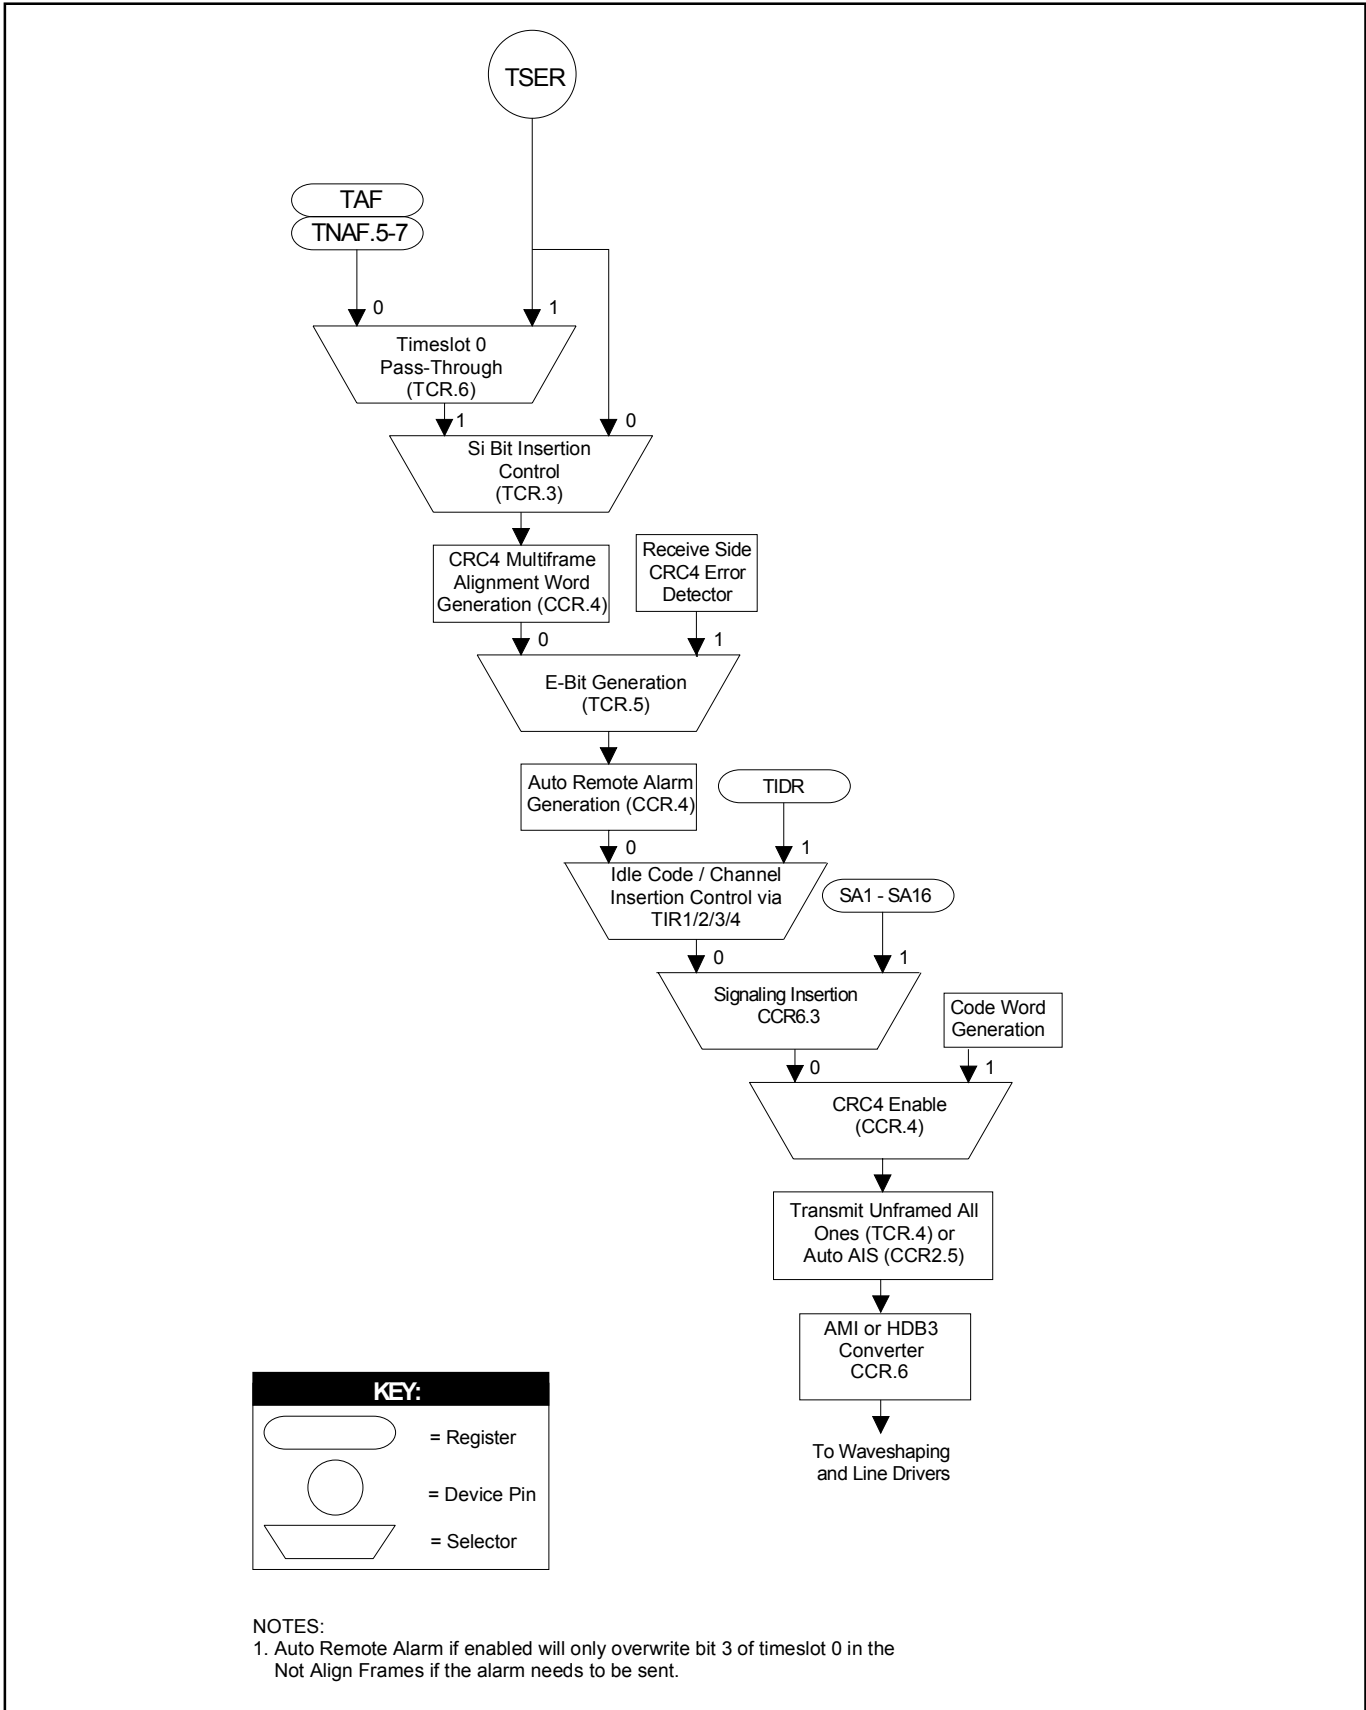 TSER
TAF
TNAF.5-7
0
1
Timeslot 0
Pass-Through
(TCR.6)
1
0
Si Bit Insertion
Control
(TCR.3)
CRC4 Multiframe
Alignment Word
Generation (CCR.4)
Receive Side
CRC4 Error
Detector
0
1
E-Bit Generation
(TCR.5)
Auto Remote Alarm
Generation (CCR.4)
TIDR
0
1
Idle Code / Channel
Insertion Control via
TIR1/2/3/4
SA1 - SA16
0
1
Signaling Insertion
CCR6.3
Code Word
Generation
0
1
CRC4 Enable
(CCR.4)
Transmit Unframed All
Ones (TCR.4) or
Auto AIS (CCR2.5)
AMI or HDB3
Converter
CCR.6
To Waveshaping
and Line Drivers
KEY:
= Register
= Device Pin
= Selector
NOTES:
1. Auto Remote Alarm if enabled will only overwrite bit 3 of timeslot 0 in the
Not Align Frames if the alarm needs to be sent.